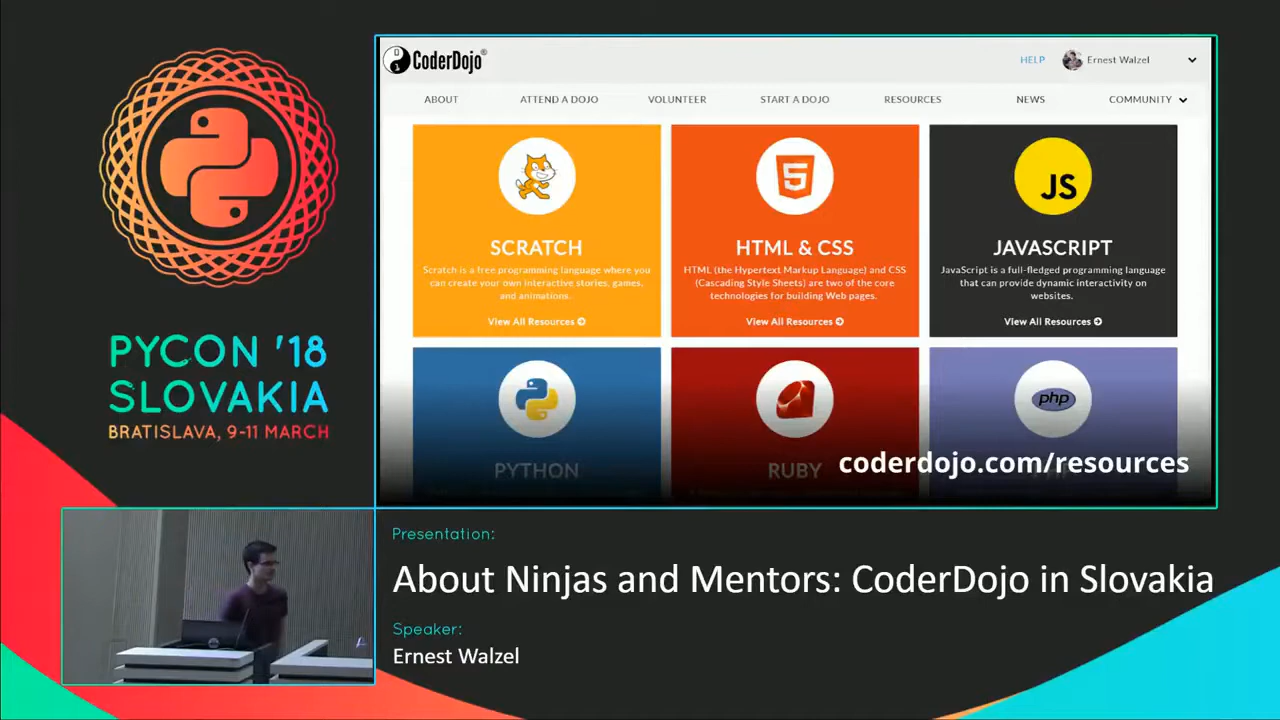 CoderDojo®
HELP
Ernest Walzel
ABOUT
ATTEND A DOJO
VOLUNTEER
START A DOJO
RESOURCES
NEWS
COMMUNITY
5
JS
SCRATCH
Scratch is a free programming language where you
can create your own interactive stories, games,
and animations.
View All Resources
HTML & CSS
HTML (the Hypertext Markup Language) and CSS
(Cascading Style Sheets) are two of the core
technologies for building Web pages.
View All Resources
JAVASCRIPT
JavaScript is a full-fledged programming language
that can provide dynamic interactivity on
websites.
View All Resources
php
PYTHON
RUBY
coderdojo.com/resources
PYCON '18
SLOVAKIA
BRATISLAVA, 9-11 MARCH
Presentation:
About Ninjas and Mentors: CoderDojo in Slovakia
Speaker:
Ernest Walzel